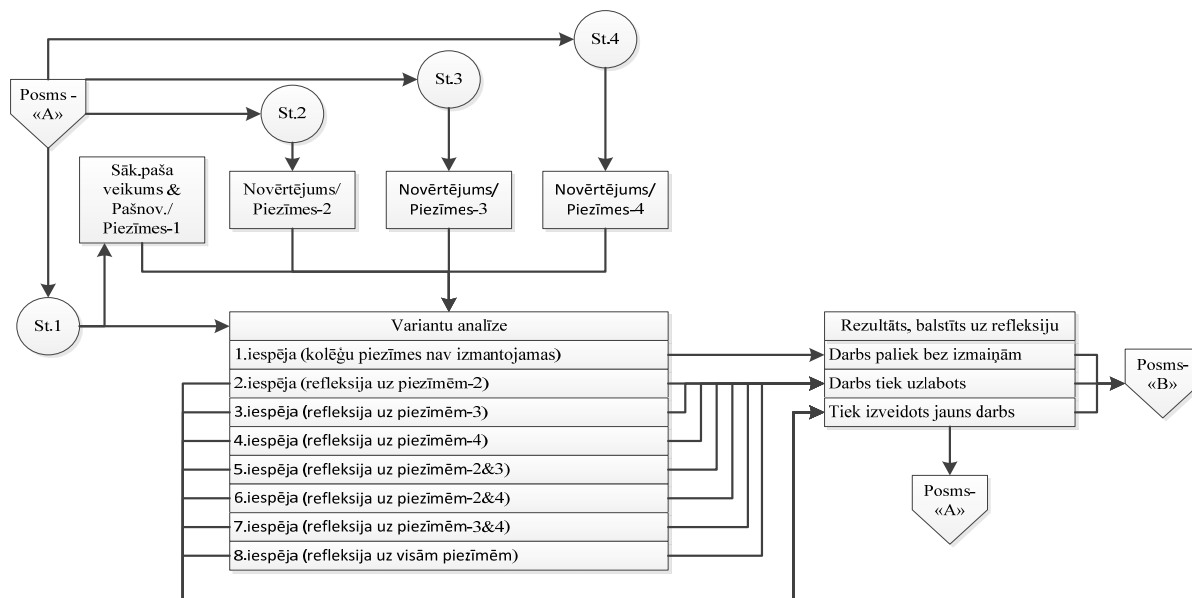 St.4
St.3
Posms -
«A»
St.2
Sāk.paša
veikums &
Pašnov./
Piezīmes-1
Novērtējums/
Piezīmes-2
Novērtējums/
Piezīmes-3
Novērtējums/
Piezīmes-4
St.1
Variantu analīze
1.iespēja (kolēģu piezīmes nav izmantojamas)
2.iespēja (refleksija uz piezīmēm-2)
3.iespēja (refleksija uz piezīmēm-3)
4.iespēja (refleksija uz piezīmēm-4)
5.iespēja (refleksija uz piezīmēm-2&3)
6.iespēja (refleksija uz piezīmēm-2&4)
7.iespēja (refleksija uz piezīmēm-3&4)
8.iespēja (refleksija uz visām piezīmēm)
Rezultāts, balstīts uz refleksiju
Darbs paliek bez izmaiņām
Darbs tiek uzlabots
Tiek izveidots jauns darbs
Posms-
«B»
Posms-
«A»